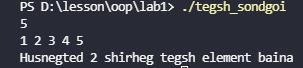 PS D:\lesson\oop\lab1> ./tegsh_sondgoi
5
1 2 3 4 5
Husnegted 2 shirheg tegsh element baina